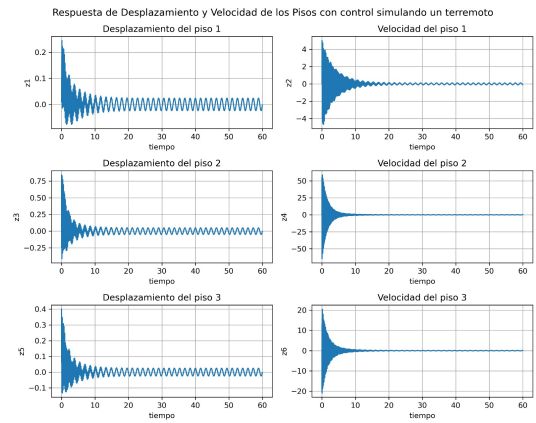 Respuesta de Desplazamiento y Velocidad de los Pisos con control simulando un terremoto
Desplazamiento del piso 1
0.2
0.1
0.0
z1
0 10 20 30 40 50 60
tiempo
Velocidad del piso 1
4
2
0
−2
−4
z2
0 10 20 30 40 50 60
tiempo
Desplazamiento del piso 2
0.75
0.50
0.25
0.00
−0.25
z3
0 10 20 30 40 50 60
tiempo
Velocidad del piso 2
50
25
0
−25
−50
z4
0 10 20 30 40 50 60
tiempo
Desplazamiento del piso 3
0.4
0.3
0.2
0.1
0.0
−0.1
z5
0 10 20 30 40 50 60
tiempo
Velocidad del piso 3
20
10
0
−10
−20
z6
0 10 20 30 40 50 60
tiempo